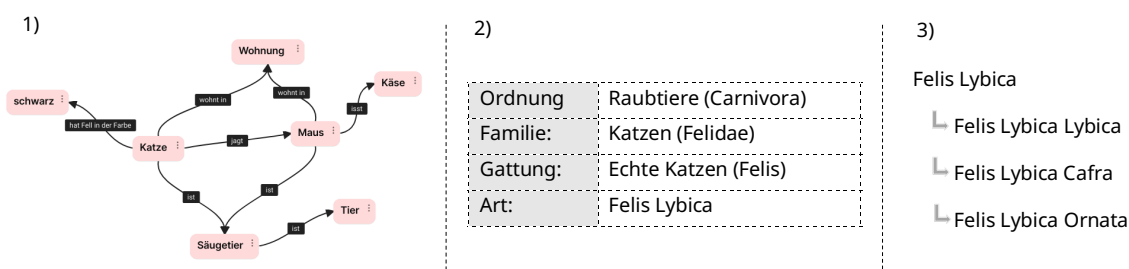 1)
Wohnung
Käse
schwarz
wohnt in
wohnt in
isst
hat Fell in der Farbe
Katze
jagt
Maus
ist
ist
Tier
ist
Säugetier
2)
Ordnung Raubtiere (Carnivora)
Familie: Katzen (Felidae)
Gattung: Echte Katzen (Felis)
Art: Felis Lybica
3)
Felis Lybica
Felis Lybica Lybica
Felis Lybica Cafra
Felis Lybica Ornata